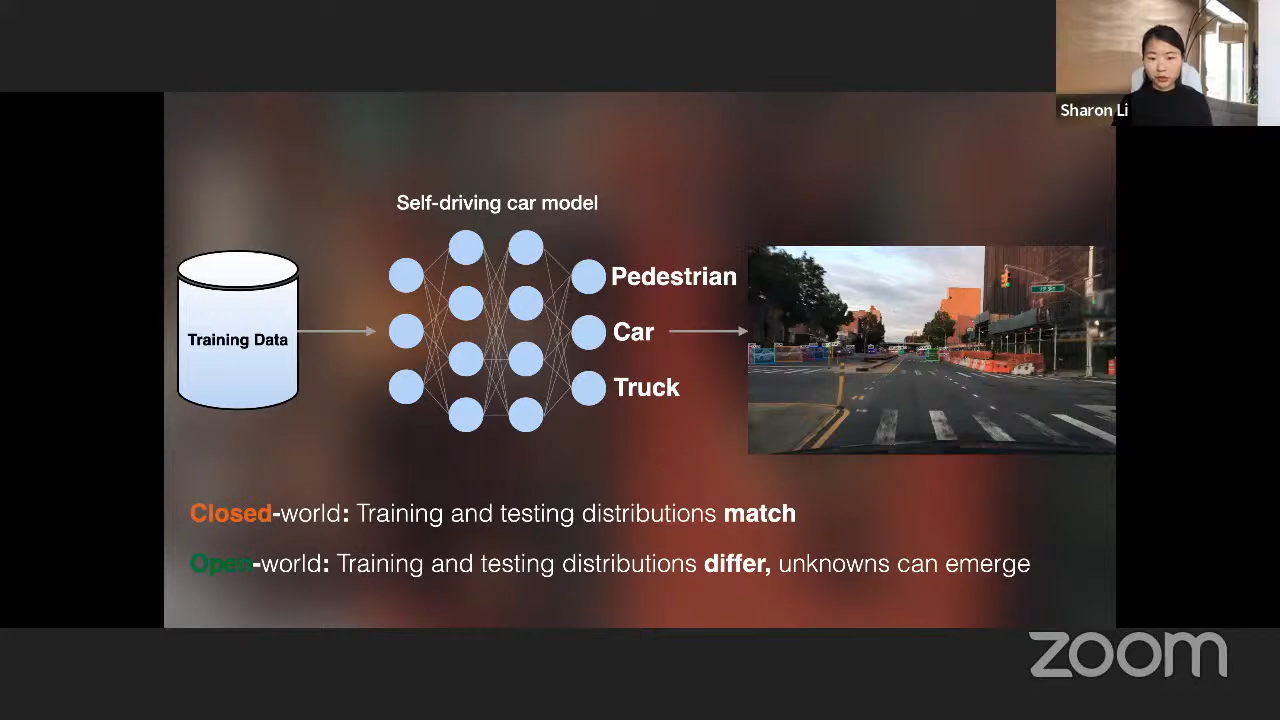 Sharon Li
Self-driving car model
Training Data
Pedestrian
Car
Truck
Closed-world: Training and testing distributions match
Open-world: Training and testing distributions differ, unknowns can emerge
zoom